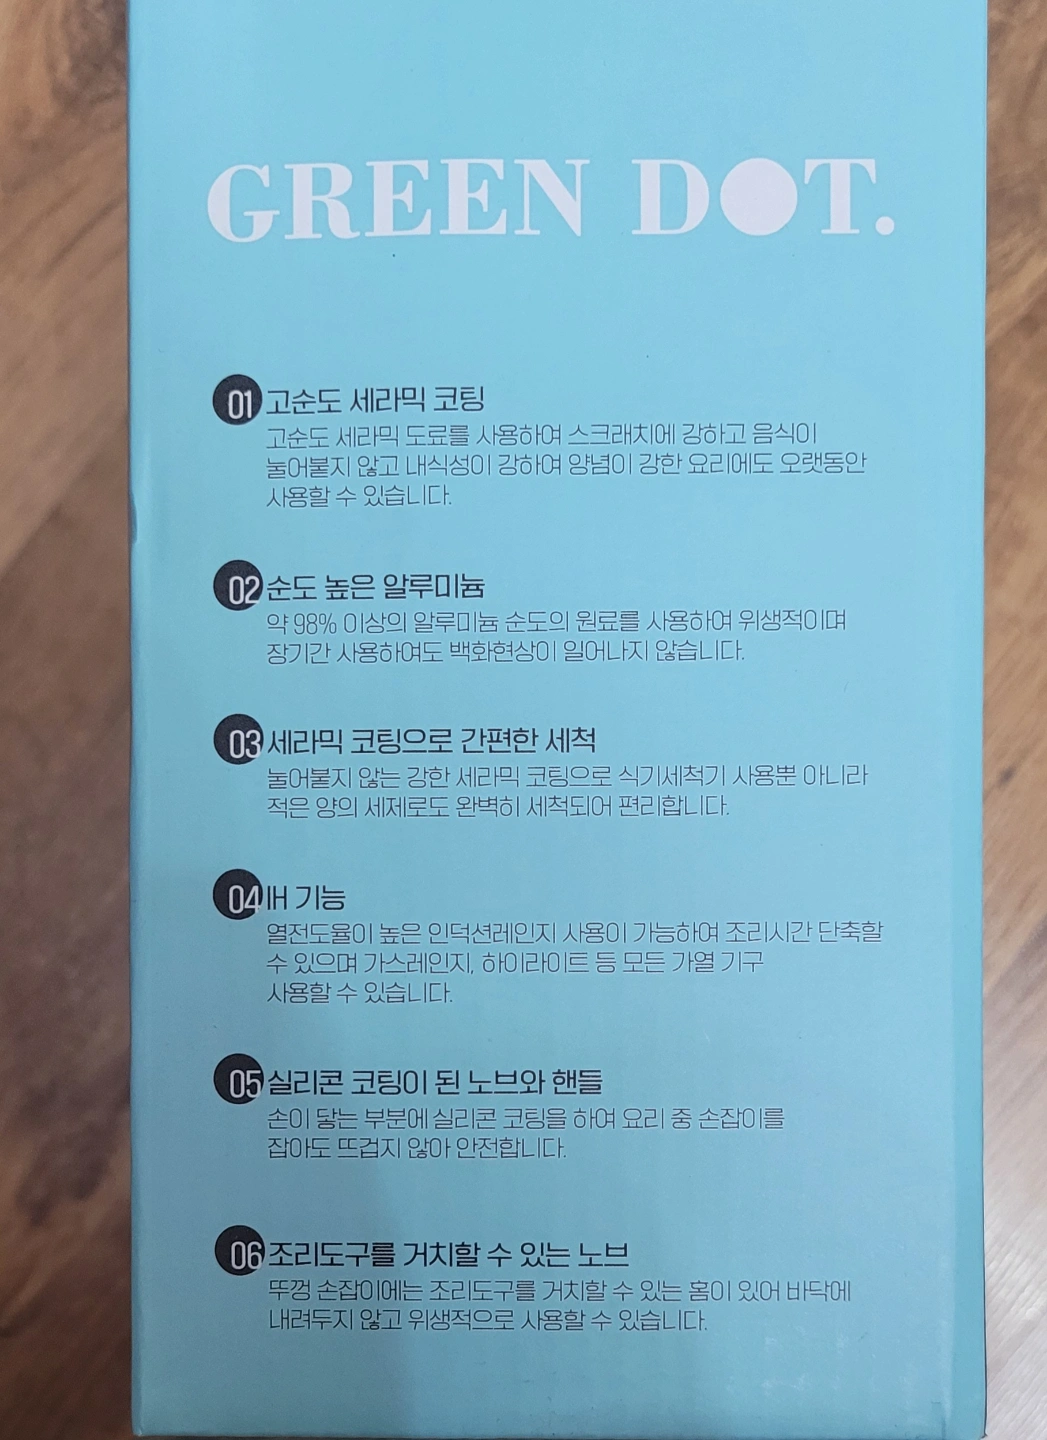 GREEN DOT.
01 고순도 세라믹 코팅
고순도 세라믹 도료를 사용하여 스크래치에 강하고 음식이
눌어붙지 않고 내식성이 강하여 양념이 강한 요리에도 오랫동안
사용할 수 있습니다.
02 순도 높은 알루미늄
약 98% 이상의 알루미늄 순도의 원료를 사용하여 위생적이며
장기간 사용하여도 백화현상이 일어나지 않습니다.
03 세라믹 코팅으로 간편한 세척
눌어붙지 않는 강한 세라믹 코팅으로 식기세척기 사용뿐 아니라
적은 양의 세제로도 완벽히 세척되어 편리합니다.
04 IH 기능
열전도율이 높은 인덕션레인지 사용이 가능하여 조리시간 단축할
수 있으며 가스레인지, 하이라이트 등 모든 가열 기구
사용할 수 있습니다.
05 실리콘 코팅이 된 노브와 핸들
손이 닿는 부분에 실리콘 코팅을 하여 요리 중 손잡이를
잡아도 뜨겁지 않아 안전합니다.
06 조리도구를 거치할 수 있는 노브
뚜껑 손잡이에는 조리도구를 거치할 수 있는 홈이 있어 바닥에
내려두지 않고 위생적으로 사용할 수 있습니다.